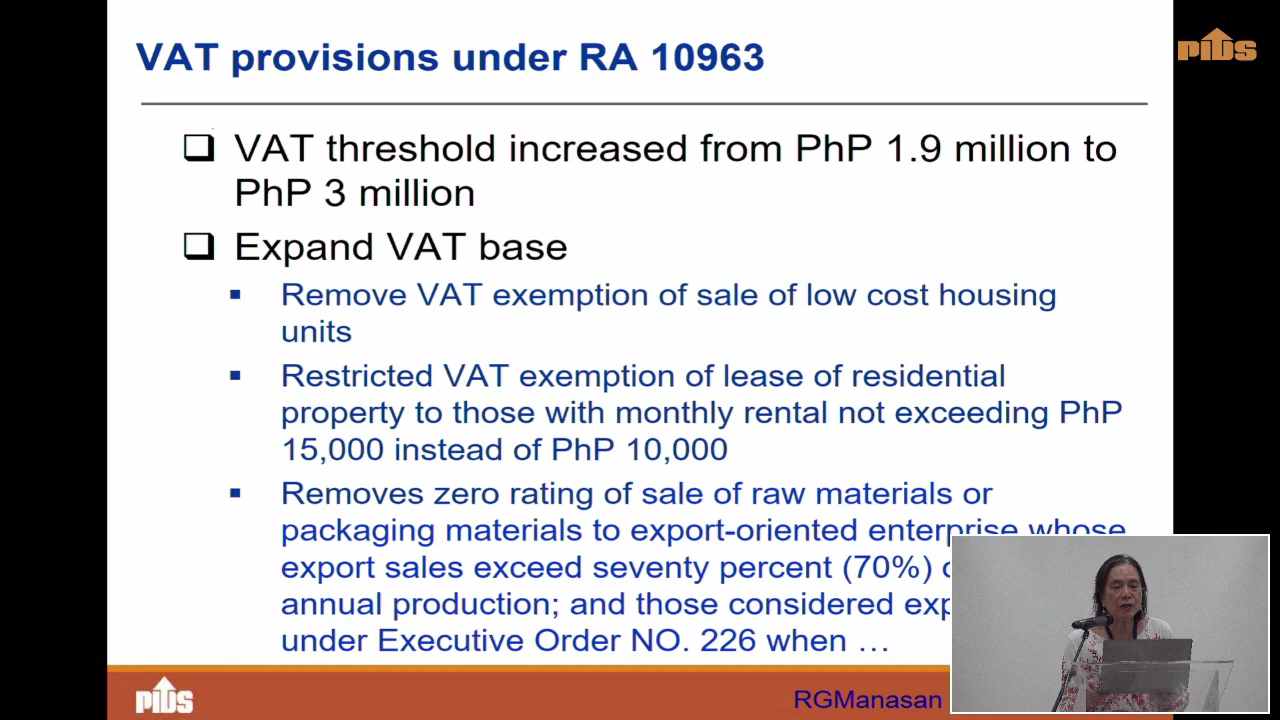 VAT provisions under RA 10963
PIDS
VAT threshold increased from PhP 1.9 million to
PhP 3 million
Expand VAT base
Remove VAT exemption of sale of low cost housing
units
Restricted VAT exemption of lease of residential
property to those with monthly rental not exceeding PhP
15,000 instead of PhP 10,000
Removes zero rating of sale of raw materials or
packaging materials to export-oriented enterprise whose
export sales exceed seventy percent (70%)
annual production; and those considered
under Executive Order NO. 226 when …
PIDS
RGManasan